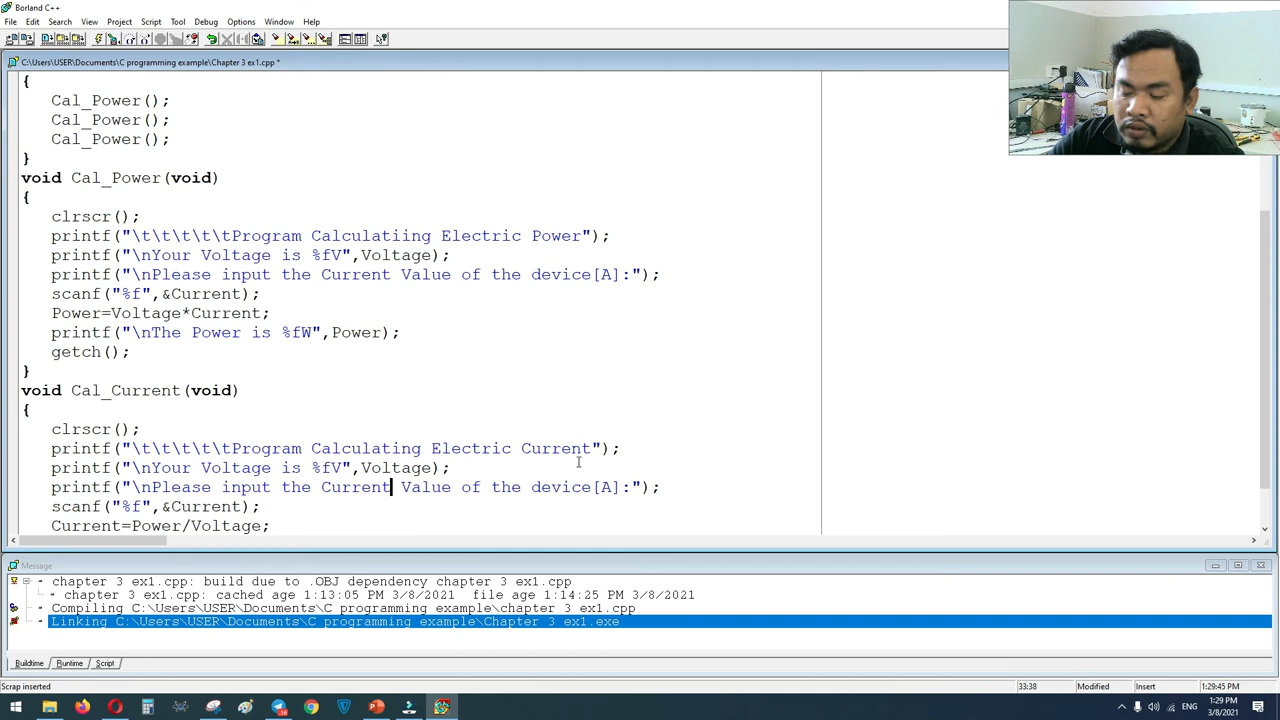 Borland C++
File Edit Search View Project Script Tool Debug Options Window Help
C:\Users\USER\Documents\C programming example\Chapter 3 ex1.cpp *
{
Cal_Power();
Cal_Power();
Cal_Power();
}
void Cal_Power(void)
{
clrscr();
printf("\t\t\t\t\tProgram Calculatiing Electric Power");
printf("\nYour Voltage is %fV",Voltage);
printf("\nPlease input the Current Value of the device[A]:");
scanf("%f",&Current);
Power=Voltage*Current;
printf("\nThe Power is %fW",Power);
getch();
}
void Cal_Current(void)
{
clrscr();
printf("\t\t\t\t\tProgram Calculating Electric Current");
printf("\nYour Voltage is %fV",Voltage);
printf("\nPlease input the Current Value of the device[A]:");
scanf("%f",&Current);
Current=Power/Voltage;
Message
chapter 3 ex1.cpp: build due to .OBJ dependency chapter 3 ex1.cpp
chapter 3 ex1.cpp: cached age 1:13:05 PM 3/8/2021 file age 1:14:25 PM 3/8/2021
Compiling C:\Users\USER\Documents\C programming example\chapter 3 ex1.cpp
Linking C:\Users\USER\Documents\C programming example\Chapter 3 ex1.exe
Buildtime Runtime Script
Scrap inserted 33:38 Modified Insert 1:29:45 PM
ENG 1:29 PM
3/8/2021